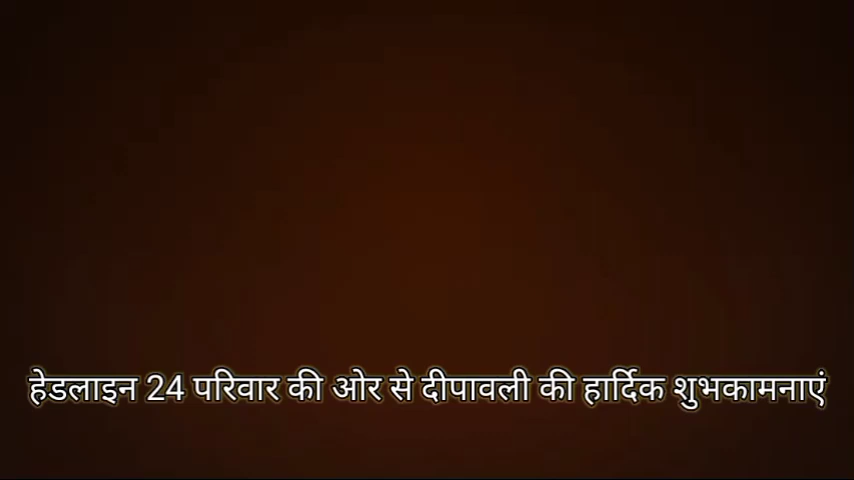 हेडलाइन 24 परिवार की ओर से दीपावली की हार्दिक शुभकामनाएं